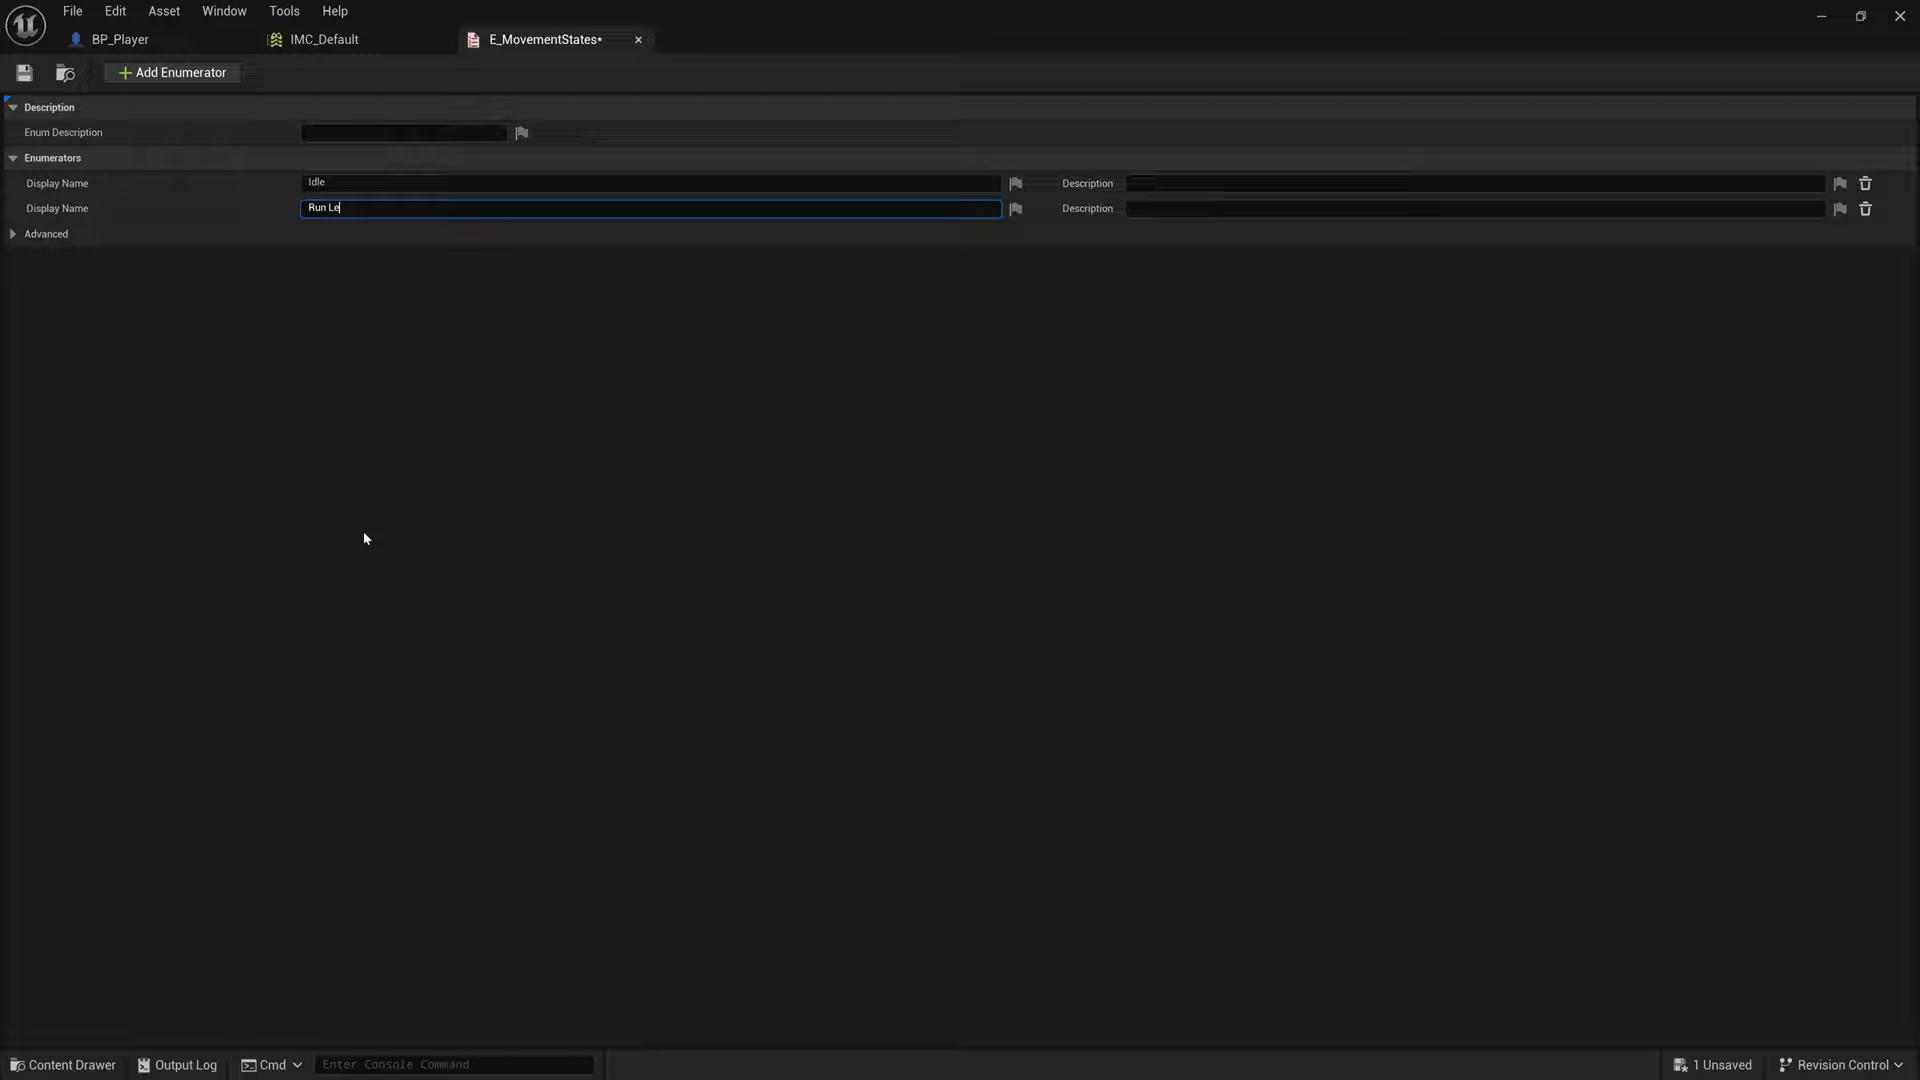 File Edit Asset Window Tools Help
BP_Player IMC_Default E_MovementStates*
Add Enumerator
Description
Enum Description
Enumerators
Display Name Idle Description
Display Name Run Le Description
Advanced
Content Drawer Output Log Cmd Enter Console Command 1 Unsaved Revision Control